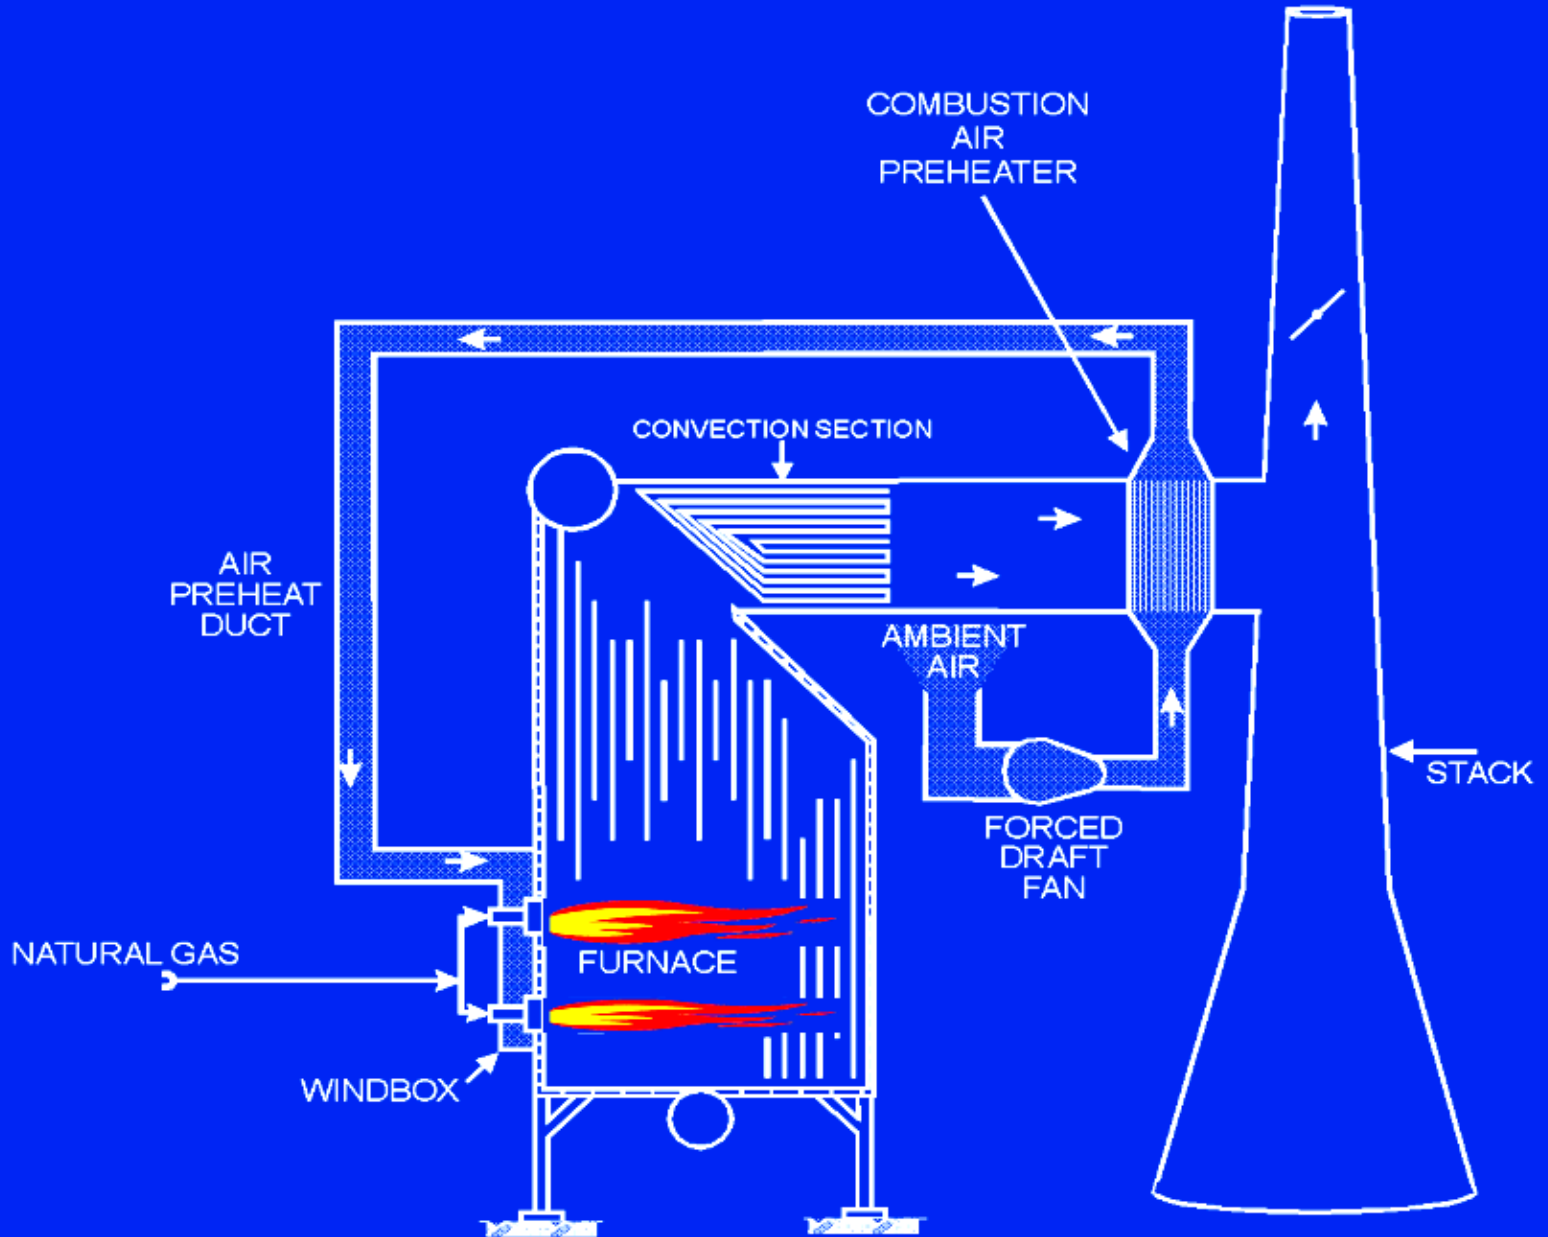 COMBUSTION
AIR
PREHEATER
CONVECTION SECTION
AIR
PREHEAT
DUCT
AMBIENT
AIR
STACK
FORCED
DRAFT
FAN
NATURAL GAS
FURNACE
WINDBOX